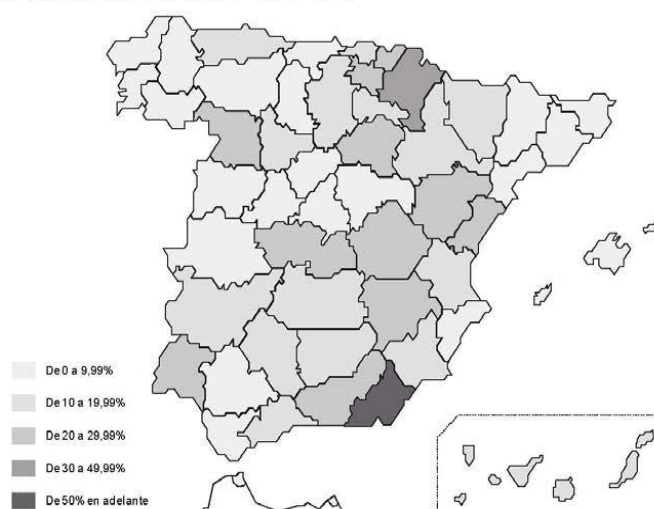 De 0 a 9,99%
De 10 a 19,99%
De 20 a 29,99%
De 30 a 49,99%
De 50% en adelante